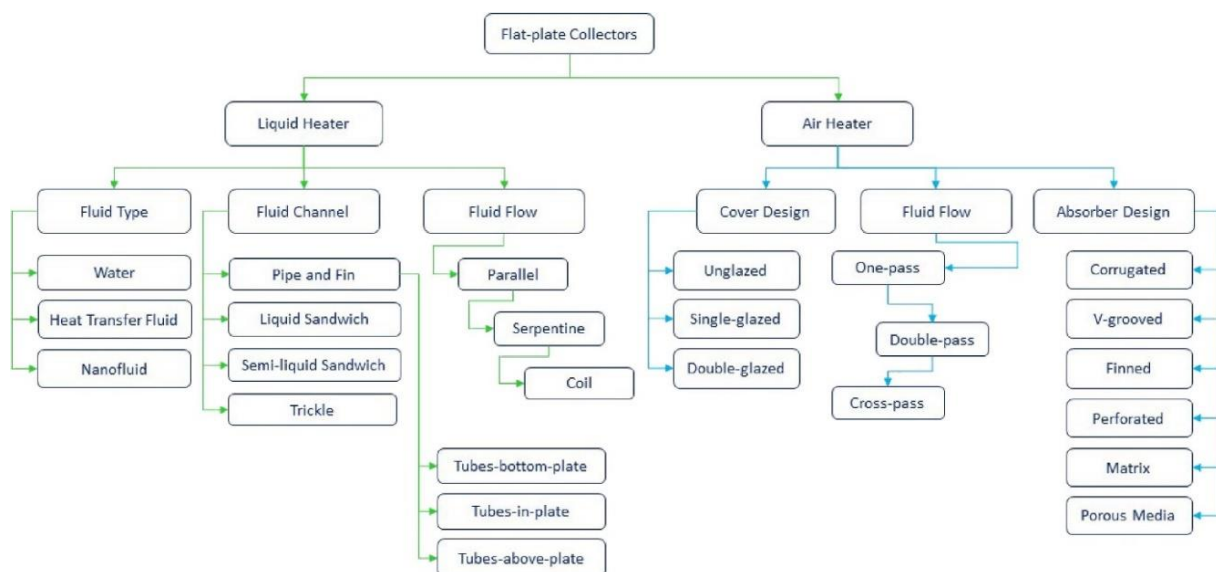 Flat-plate Collectors
Liquid Heater
Air Heater
Fluid Type
Fluid Channel
Fluid Flow
Cover Design
Fluid Flow
Absorber Design
Water
Heat Transfer Fluid
Nanofluid
Pipe and Fin
Liquid Sandwich
Semi-liquid Sandwich
Trickle
Tubes-bottom-plate
Tubes-in-plate
Tubes-above-plate
Parallel
Serpentine
Coil
Unglazed
Single-glazed
Double-glazed
One-pass
Double-pass
Cross-pass
Corrugated
V-grooved
Finned
Perforated
Matrix
Porous Media